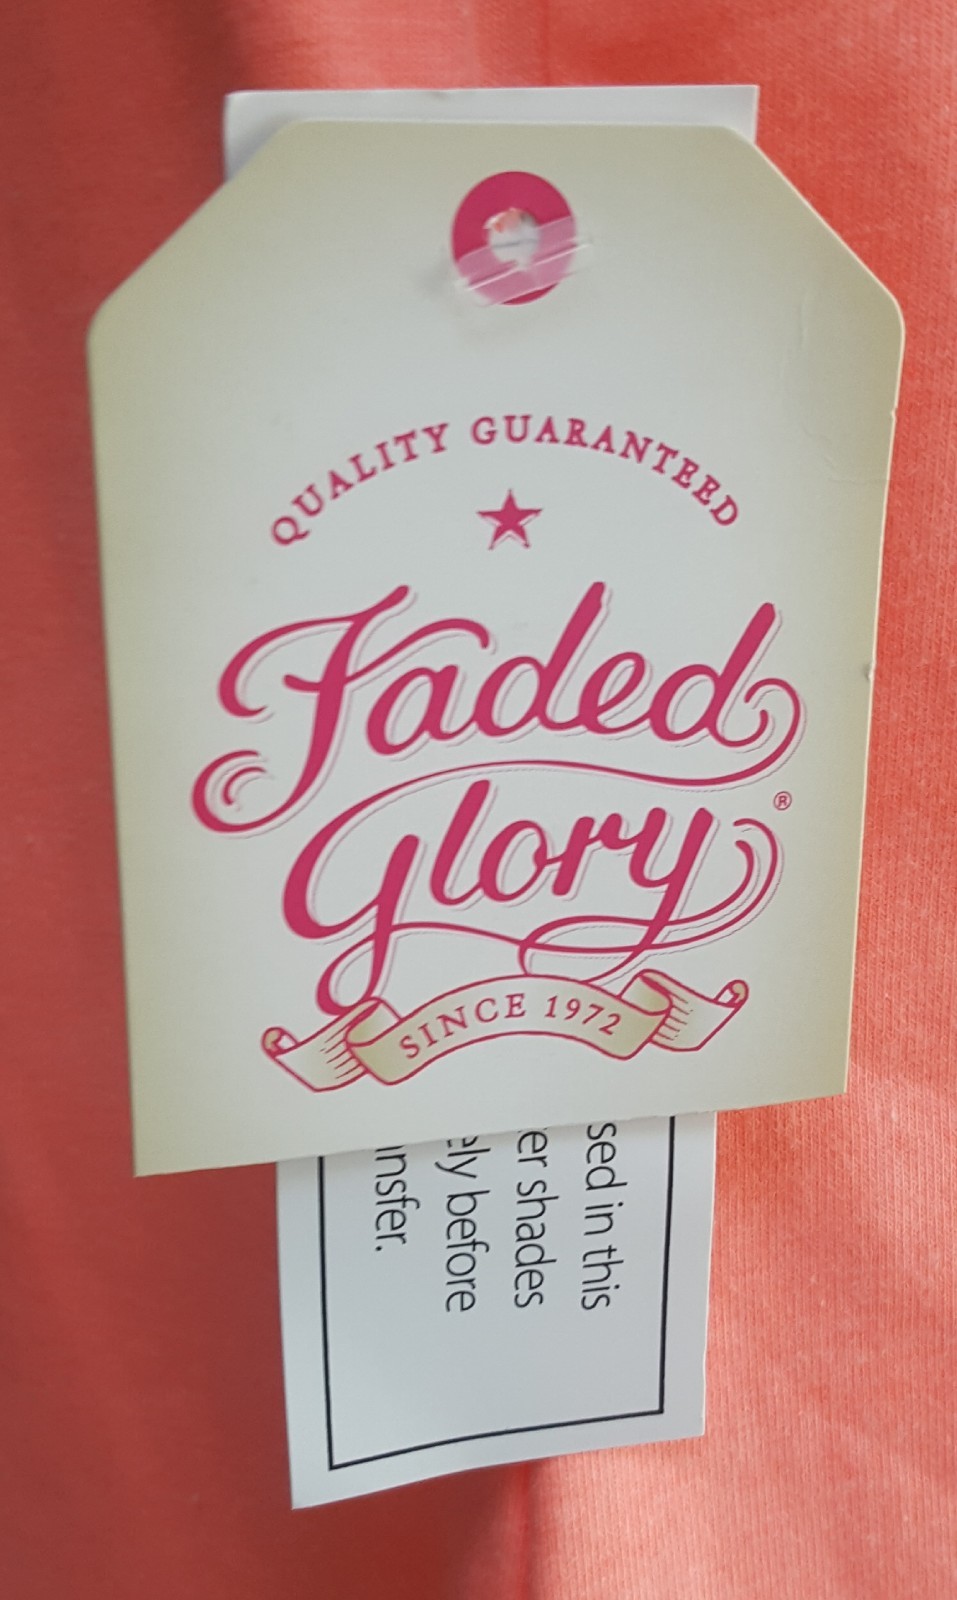 QUALITY GUARANTEED
Faded
Glory®
SINCE 1972
sed in this
er shades
ely before
nsfer.